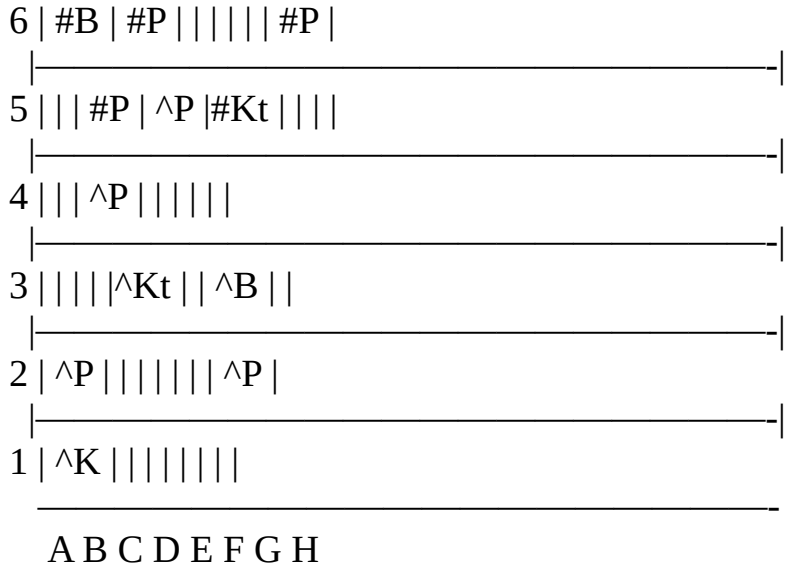 6 | #B | #P | | | | | | #P |
|———————————————————-|
5 | | | #P | ^P |#Kt | | | |
|———————————————————-|
4 | | | ^P | | | | | |
|———————————————————-|
3 | | | | |^Kt | | ^B | |
|———————————————————-|
2 | ^P | | | | | | | ^P |
|———————————————————-|
1 | ^K | | | | | | | |
———————————————————-
A B C D E F G H